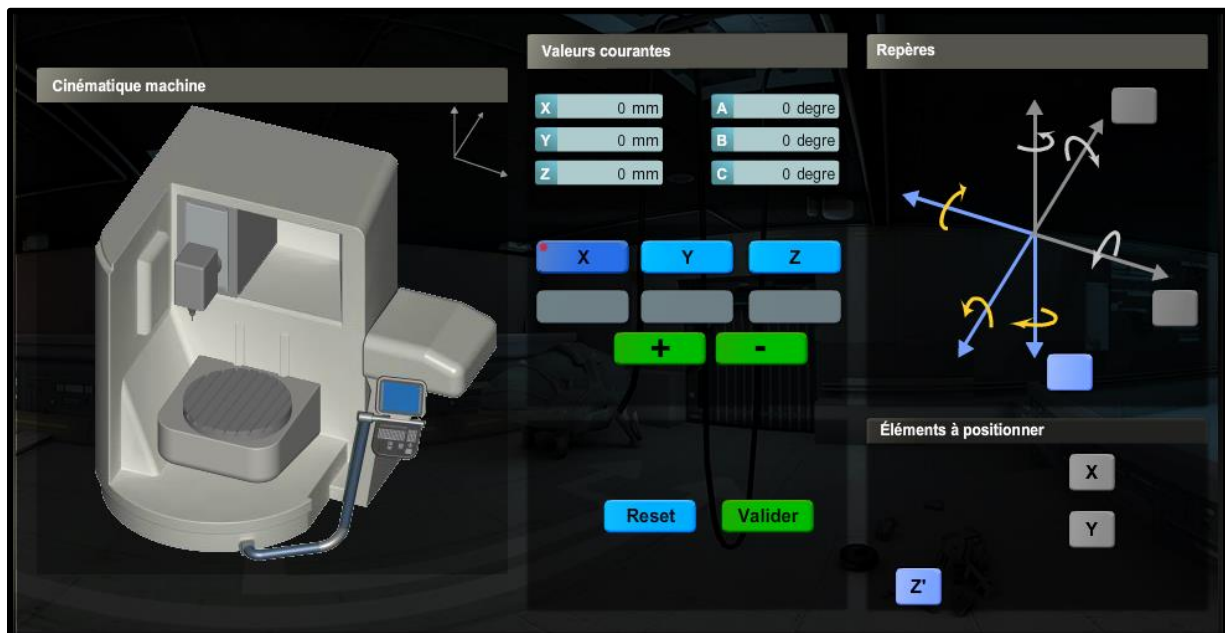 Cinématique machine
Valeurs courantes
X 0 mm A 0 degre
Y 0 mm B 0 degre
Z 0 mm C 0 degre
X Y Z
+ -
Reset Valider
Repères
Éléments à positionner
X
Y
Z'